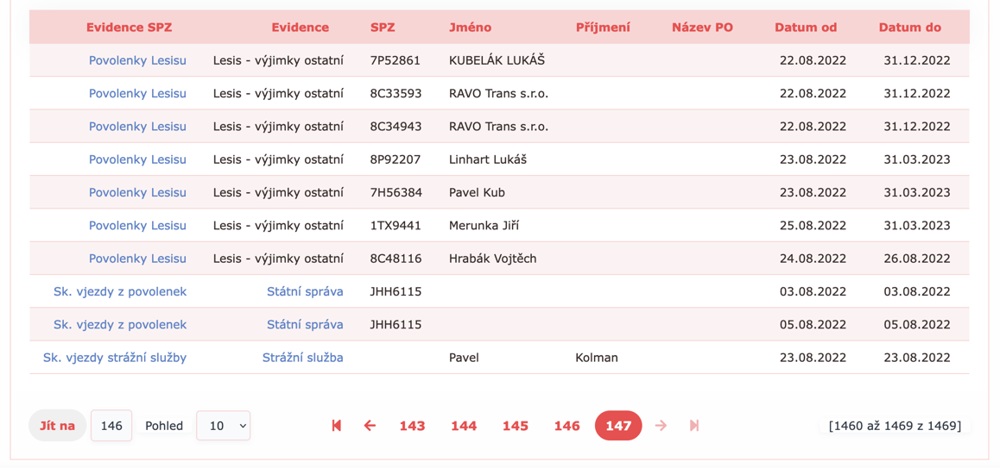 Evidence SPZ Evidence SPZ Jméno Příjmení Název PO Datum od Datum do
Povolenky Lesisu Lesis - výjimky ostatní 7P52861 KUBELÁK LUKÁŠ 22.08.2022 31.12.2022
Povolenky Lesisu Lesis - výjimky ostatní 8C33593 RAVO Trans s.r.o. 22.08.2022 31.12.2022
Povolenky Lesisu Lesis - výjimky ostatní 8C34943 RAVO Trans s.r.o. 22.08.2022 31.12.2022
Povolenky Lesisu Lesis - výjimky ostatní 8P92207 Linhart Lukáš 23.08.2022 31.03.2023
Povolenky Lesisu Lesis - výjimky ostatní 7H56384 Pavel Kub 23.08.2022 31.03.2023
Povolenky Lesisu Lesis - výjimky ostatní 1TX9441 Merunka Jiří 25.08.2022 31.03.2023
Povolenky Lesisu Lesis - výjimky ostatní 8C48116 Hrabák Vojtěch 24.08.2022 26.08.2022
Sk. vjezdy z povolenek Státní správa JHH6115 03.08.2022 03.08.2022
Sk. vjezdy z povolenek Státní správa JHH6115 05.08.2022 05.08.2022
Sk. vjezdy strážní služby Strážní služba Pavel Kolman 23.08.2022 23.08.2022
Jít na 146 Pohled 10 143 144 145 146 147 [1460 až 1469 z 1469]